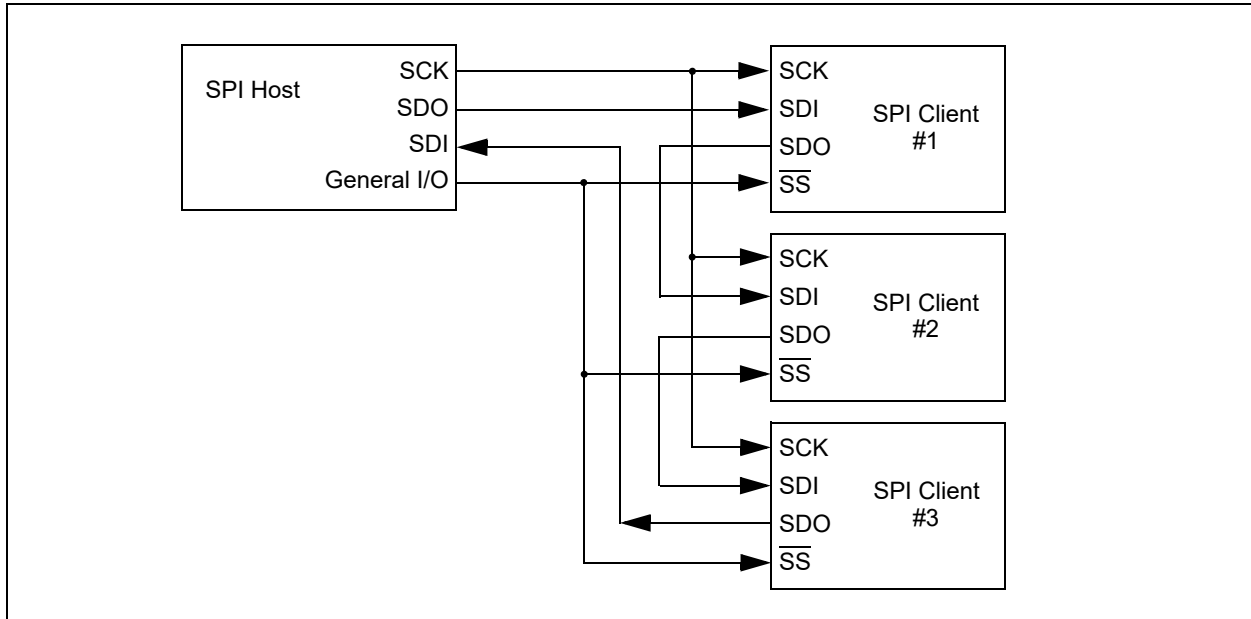 SPI Host
SCK
SDO
SDI
General I/O
SCK
SDI
SDO
SS
SPI Client
#1
SCK
SDI
SDO
SS
SPI Client
#2
SCK
SDI
SDO
SS
SPI Client
#3